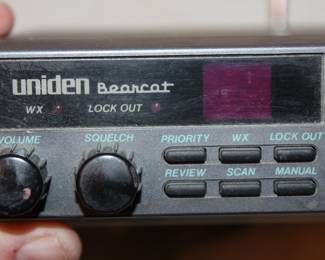 uniden Bearcat
WX LOCK OUT
VOLUME SQUELCH PRIORITY WX LOCK OUT
REVIEW SCAN MANUAL